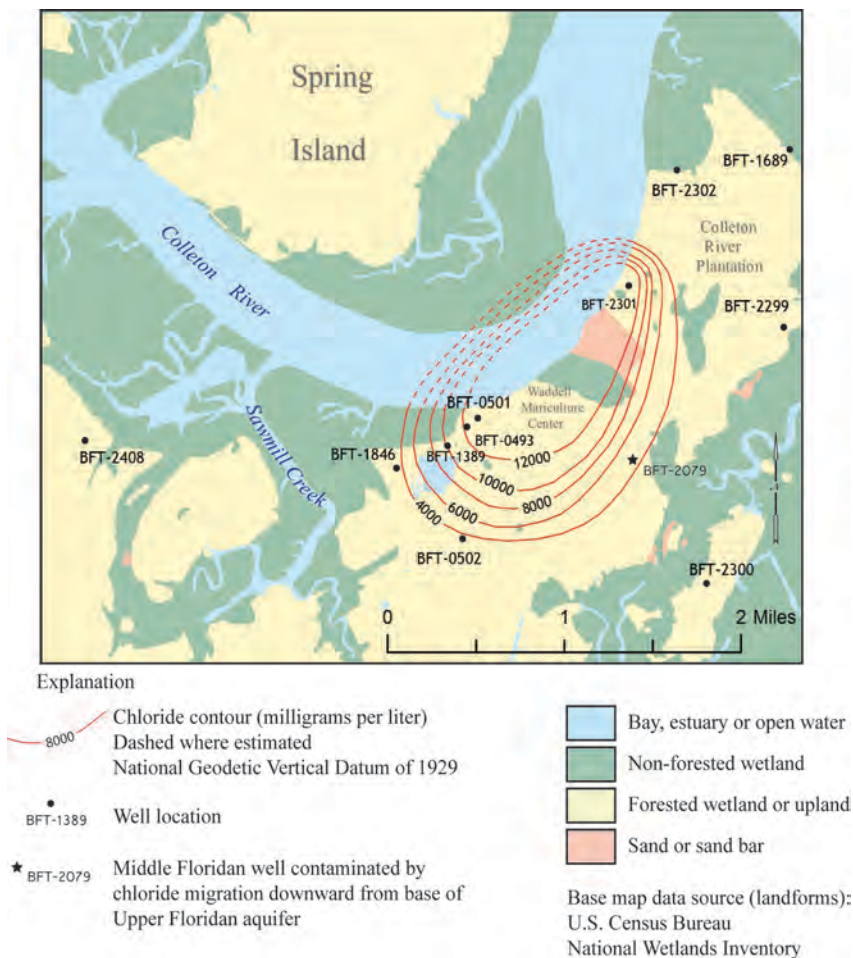 Spring
Island
BFT-1689
BFT-2302
Colleton
River
Plantation
Colleton River
BFT-2301
BFT-2299
Waddell
Mariculture
Center
BFT-0501
BFT-0493
BFT-1389
BFT-1846
BFT-2408
Sawmill Creek
12000
10000
8000
6000
4000
BFT-2079
BFT-0502
BFT-2300
0 1 2 Miles
Explanation
8000
Chloride contour (milligrams per liter)
Dashed where estimated
National Geodetic Vertical Datum of 1929
BFT-1389
Well location
BFT-2079
Middle Floridan well contaminated by
chloride migration downward from base of
Upper Floridan aquifer
Bay, estuary or open water
Non-forested wetland
Forested wetland or upland
Sand or sand bar
Base map data source (landforms):
U.S. Census Bureau
National Wetlands Inventory